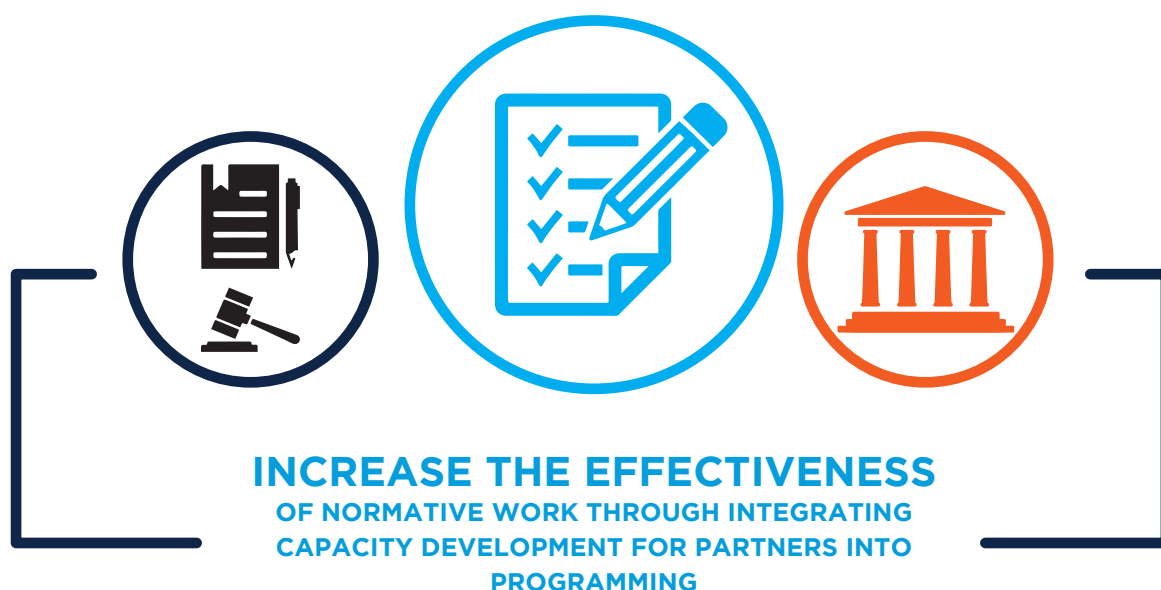 INCREASE THE EFFECTIVENESS
OF NORMATIVE WORK THROUGH INTEGRATING
CAPACITY DEVELOPMENT FOR PARTNERS INTO
PROGRAMMING